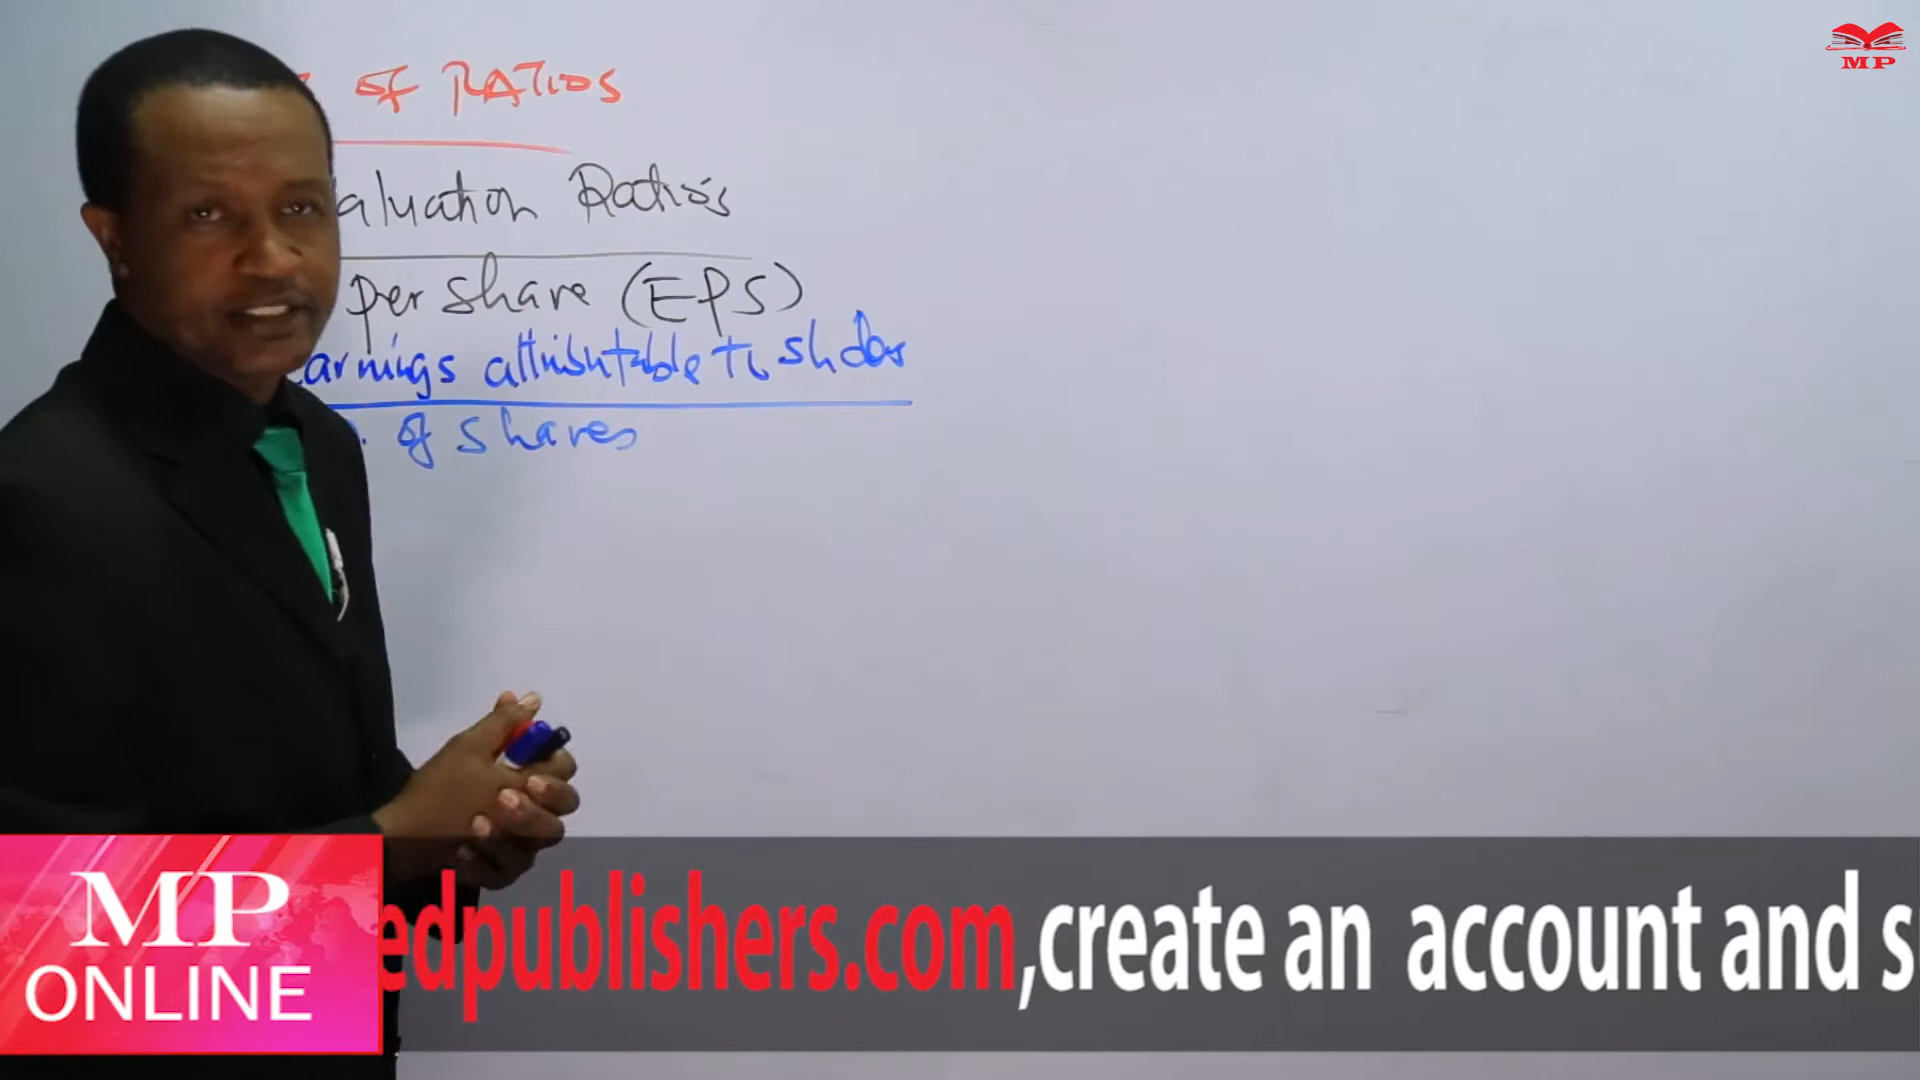 OF RATIOS
aluation Ratios
per share (EPS)
arnings attributable to shders
of shares
MP
MP
ONLINE
edpublishers.com,create an account and s